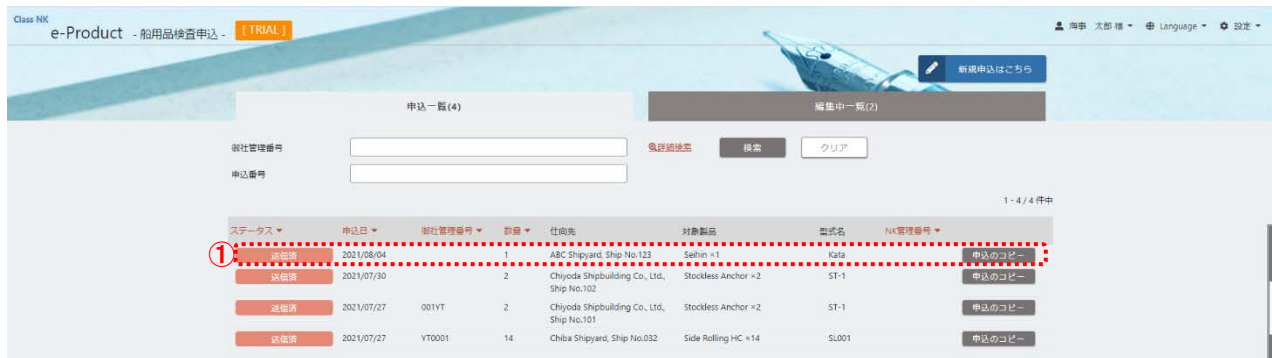 Class NK
e-Product - 船用品検査申込 - [ TRIAL ]
海事 太郎 様 Language 設定
新規申込はこちら
申込一覧(4) 編集中一覧(2)
御社管理番号 詳細検索 検索 クリア
申込番号
1 - 4 / 4 件中
ステータス 申込日 御社管理番号 数量 仕向先 対象製品 型式名 NK管理番号
① 送信済 2021/08/04 1 ABC Shipyard, Ship No.123 Seihin ×1 Kata 申込のコピー
送信済 2021/07/30 2 Chiyoda Shipbuilding Co., Ltd., Stockless Anchor ×2 ST-1 申込のコピー
Ship No.102
送信済 2021/07/27 001YT 2 Chiyoda Shipbuilding Co., Ltd., Stockless Anchor ×2 ST-1 申込のコピー
Ship No.101
送信済 2021/07/27 YT0001 14 Chiba Shipyard, Ship No.032 Side Rolling HC ×14 SL001 申込のコピー